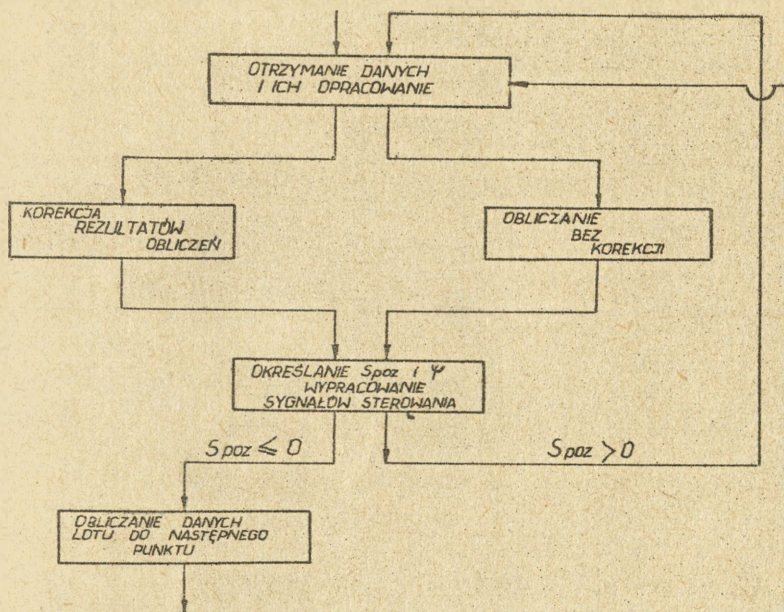 OTRZYMANIE DANYCH
I ICH OPRACOWANIE
KOREKCJA
REZULTATÓW
OBLICZEŃ
OBLICZANIE
BEZ
KOREKCJI
OKREŚLANIE Spoz i Ψ
WYPRACOWANIE
SYGNAŁÓW STEROWANIA
Spoz ≤ 0
Spoz > 0
OBLICZANIE DANYCH
LOTU DO NASTĘPNEGO
PUNKTU